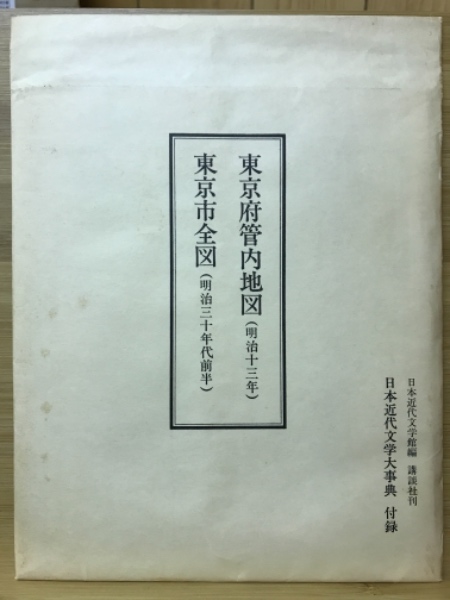 東京府管内地図（明治十三年）
東京市全図（明治三十年代前半）
日本近代文学館編 講談社刊
日本近代文学大事典 付録